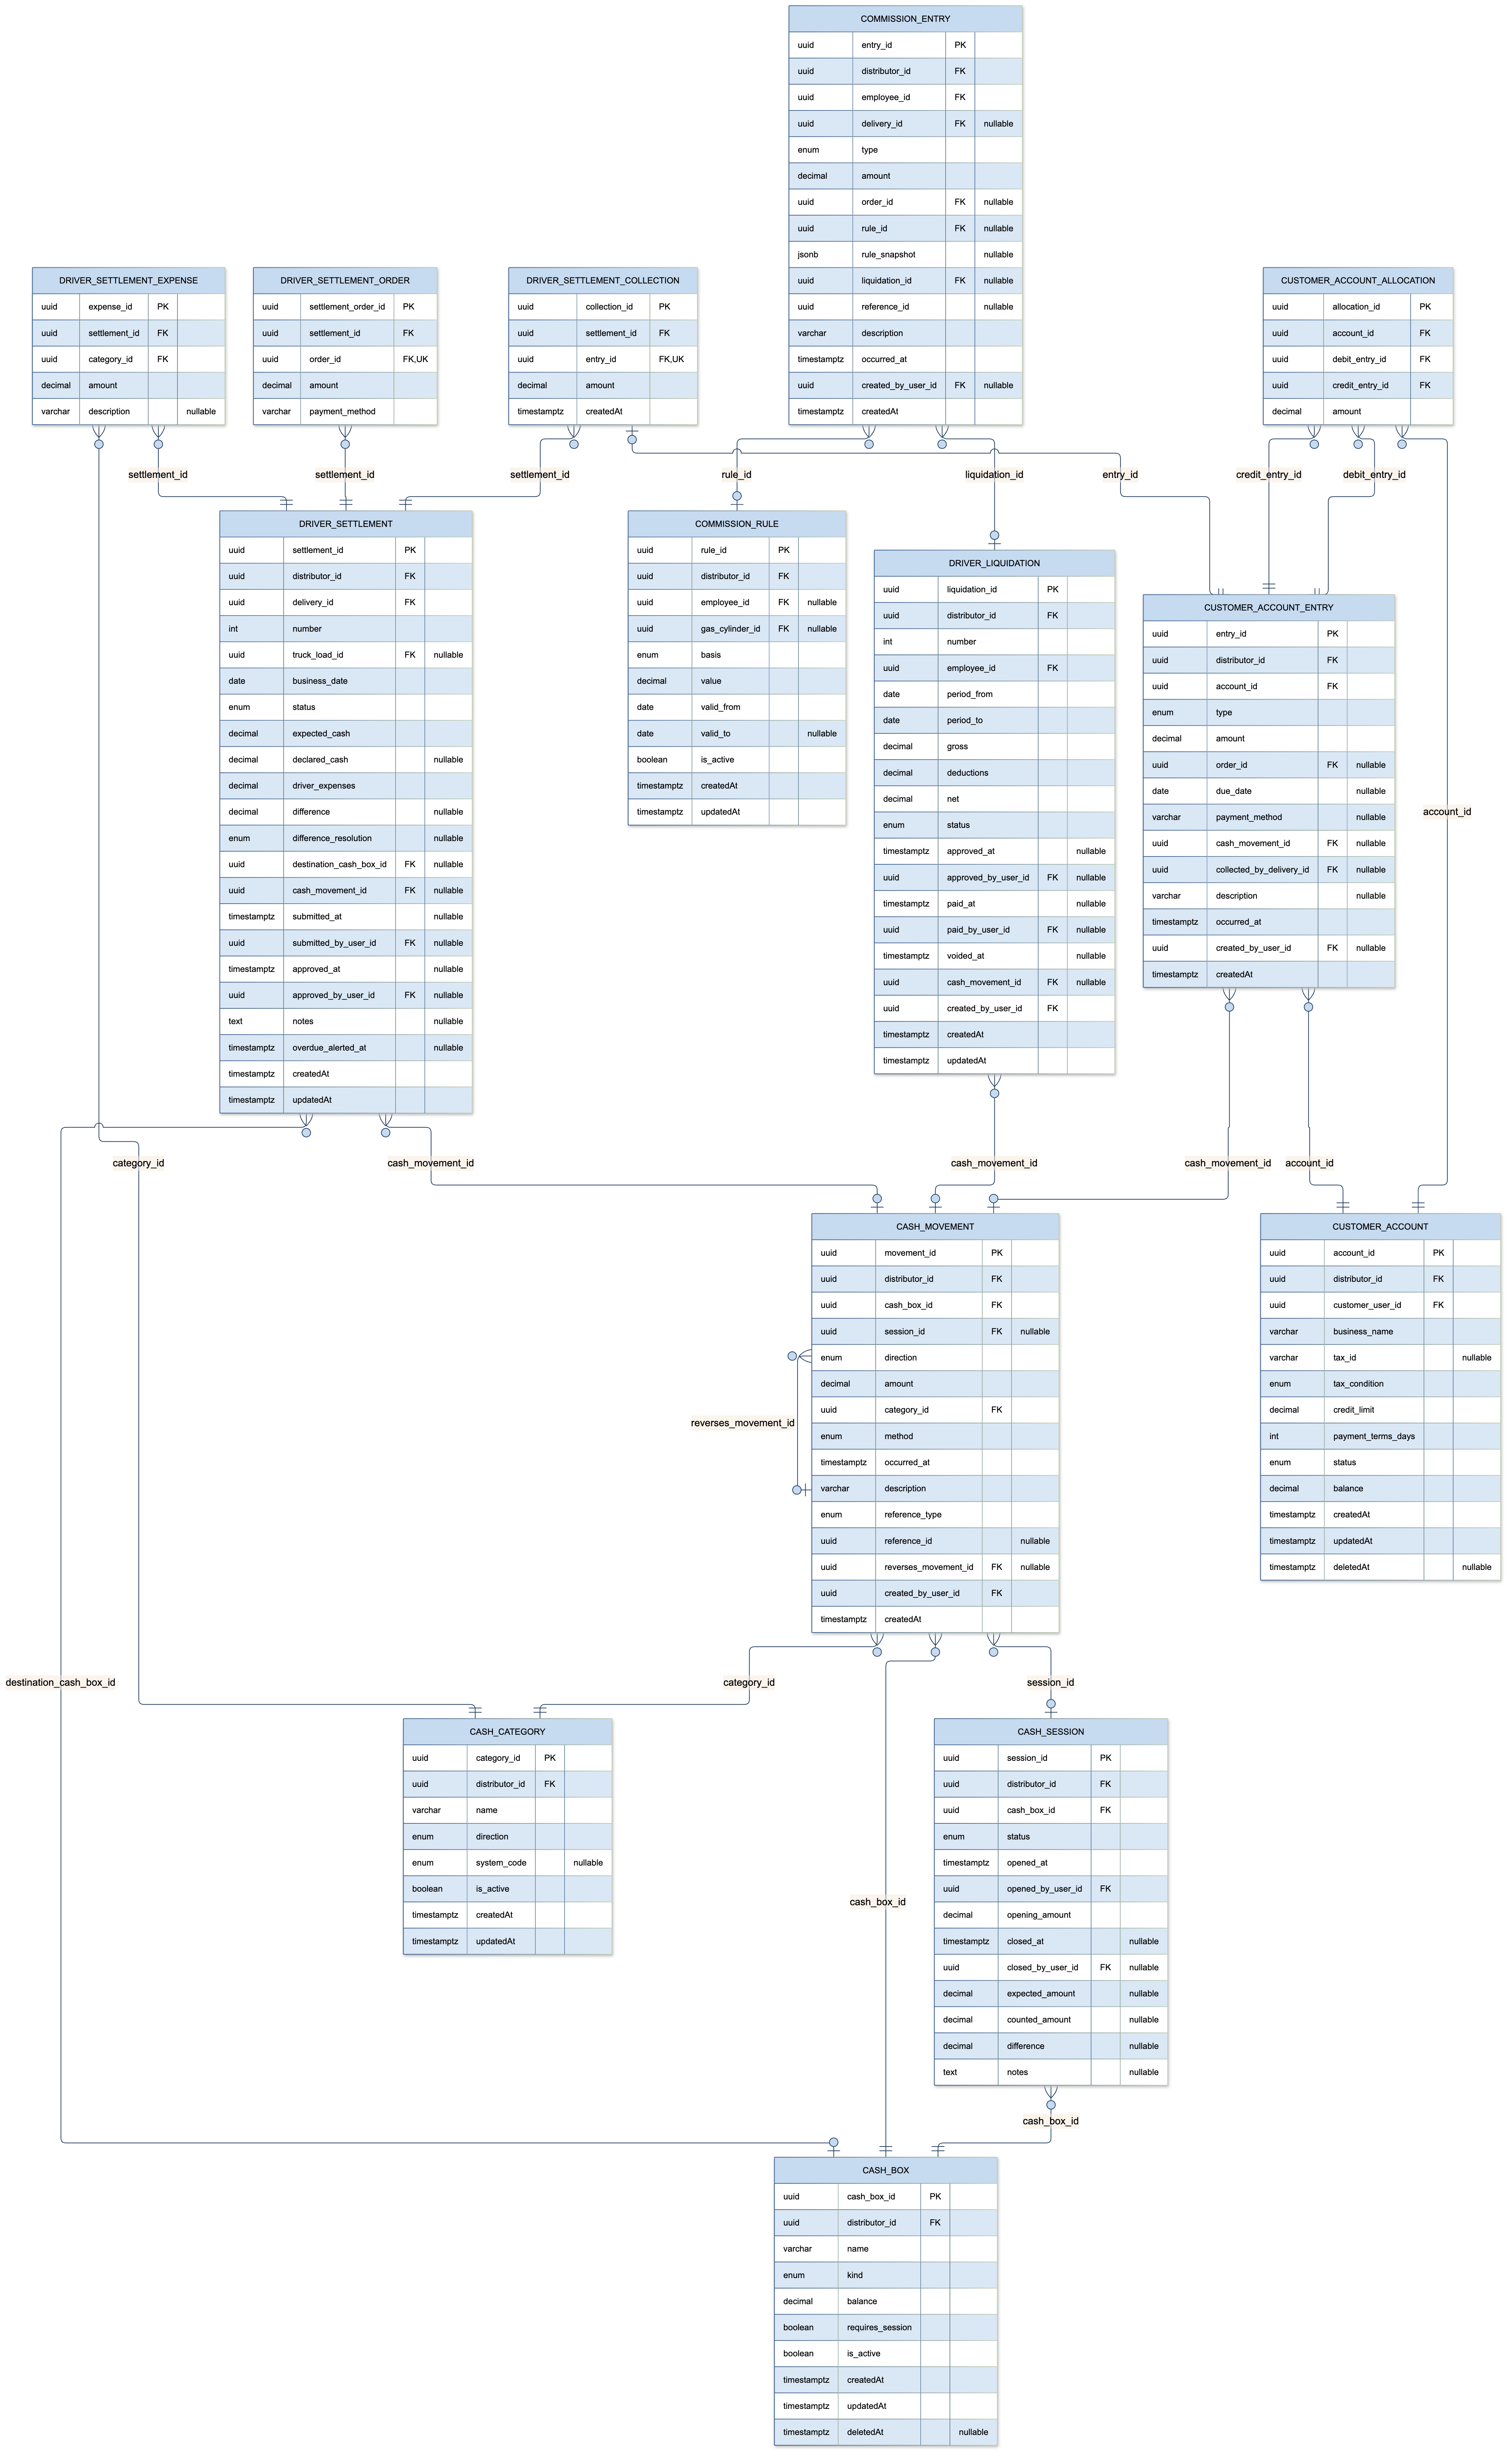 COMMISSION_ENTRY
uuid entry_id PK
uuid distributor_id FK
uuid employee_id FK
uuid delivery_id FK nullable
enum type
decimal amount
uuid order_id FK nullable
uuid rule_id FK nullable
jsonb rule_snapshot nullable
uuid liquidation_id FK nullable
uuid reference_id nullable
varchar description
timestamptz occurred_at
uuid created_by_user_id FK nullable
timestamptz createdAt
DRIVER_SETTLEMENT_EXPENSE
uuid expense_id PK
uuid settlement_id FK
uuid category_id FK
decimal amount
varchar description nullable
DRIVER_SETTLEMENT_ORDER
uuid settlement_order_id PK
uuid settlement_id FK
uuid order_id FK,UK
decimal amount
varchar payment_method
DRIVER_SETTLEMENT_COLLECTION
uuid collection_id PK
uuid settlement_id FK
uuid entry_id FK,UK
decimal amount
timestamptz createdAt
CUSTOMER_ACCOUNT_ALLOCATION
uuid allocation_id PK
uuid account_id FK
uuid debit_entry_id FK
uuid credit_entry_id FK
decimal amount
settlement_id
settlement_id
settlement_id
rule_id
liquidation_id
entry_id
credit_entry_id
debit_entry_id
DRIVER_SETTLEMENT
uuid settlement_id PK
uuid distributor_id FK
uuid delivery_id FK
int number
uuid truck_load_id FK nullable
date business_date
enum status
decimal expected_cash
decimal declared_cash nullable
decimal driver_expenses
decimal difference nullable
enum difference_resolution nullable
uuid destination_cash_box_id FK nullable
uuid cash_movement_id FK nullable
timestamptz submitted_at nullable
uuid submitted_by_user_id FK nullable
timestamptz approved_at nullable
uuid approved_by_user_id FK nullable
text notes nullable
timestamptz overdue_alerted_at nullable
timestamptz createdAt
timestamptz updatedAt
COMMISSION_RULE
uuid rule_id PK
uuid distributor_id FK
uuid employee_id FK nullable
uuid gas_cylinder_id FK nullable
enum basis
decimal value
date valid_from
date valid_to nullable
boolean is_active
timestamptz createdAt
timestamptz updatedAt
DRIVER_LIQUIDATION
uuid liquidation_id PK
uuid distributor_id FK
int number
uuid employee_id FK
date period_from
date period_to
decimal gross
decimal deductions
decimal net
enum status
timestamptz approved_at nullable
uuid approved_by_user_id FK nullable
timestamptz paid_at nullable
uuid paid_by_user_id FK nullable
timestamptz voided_at nullable
uuid cash_movement_id FK nullable
uuid created_by_user_id FK
timestamptz createdAt
timestamptz updatedAt
CUSTOMER_ACCOUNT_ENTRY
uuid entry_id PK
uuid distributor_id FK
uuid account_id FK
enum type
decimal amount
uuid order_id FK nullable
date due_date nullable
varchar payment_method nullable
uuid cash_movement_id FK nullable
uuid collected_by_delivery_id FK nullable
varchar description nullable
timestamptz occurred_at
uuid created_by_user_id FK nullable
timestamptz createdAt
account_id
category_id
cash_movement_id
cash_movement_id
cash_movement_id
account_id
CASH_MOVEMENT
uuid movement_id PK
uuid distributor_id FK
uuid cash_box_id FK
uuid session_id FK nullable
enum direction
decimal amount
uuid category_id FK
enum method
timestamptz occurred_at
varchar description
enum reference_type
uuid reference_id nullable
uuid reverses_movement_id FK nullable
uuid created_by_user_id FK
timestamptz createdAt
reverses_movement_id
CUSTOMER_ACCOUNT
uuid account_id PK
uuid distributor_id FK
uuid customer_user_id FK
varchar business_name
varchar tax_id nullable
enum tax_condition
decimal credit_limit
int payment_terms_days
enum status
decimal balance
timestamptz createdAt
timestamptz updatedAt
timestamptz deletedAt nullable
destination_cash_box_id
category_id
session_id
CASH_CATEGORY
uuid category_id PK
uuid distributor_id FK
varchar name
enum direction
enum system_code nullable
boolean is_active
timestamptz createdAt
timestamptz updatedAt
cash_box_id
CASH_SESSION
uuid session_id PK
uuid distributor_id FK
uuid cash_box_id FK
enum status
timestamptz opened_at
uuid opened_by_user_id FK
decimal opening_amount
timestamptz closed_at nullable
uuid closed_by_user_id FK nullable
decimal expected_amount nullable
decimal counted_amount nullable
decimal difference nullable
text notes nullable
cash_box_id
CASH_BOX
uuid cash_box_id PK
uuid distributor_id FK
varchar name
enum kind
decimal balance
boolean requires_session
boolean is_active
timestamptz createdAt
timestamptz updatedAt
timestamptz deletedAt nullable